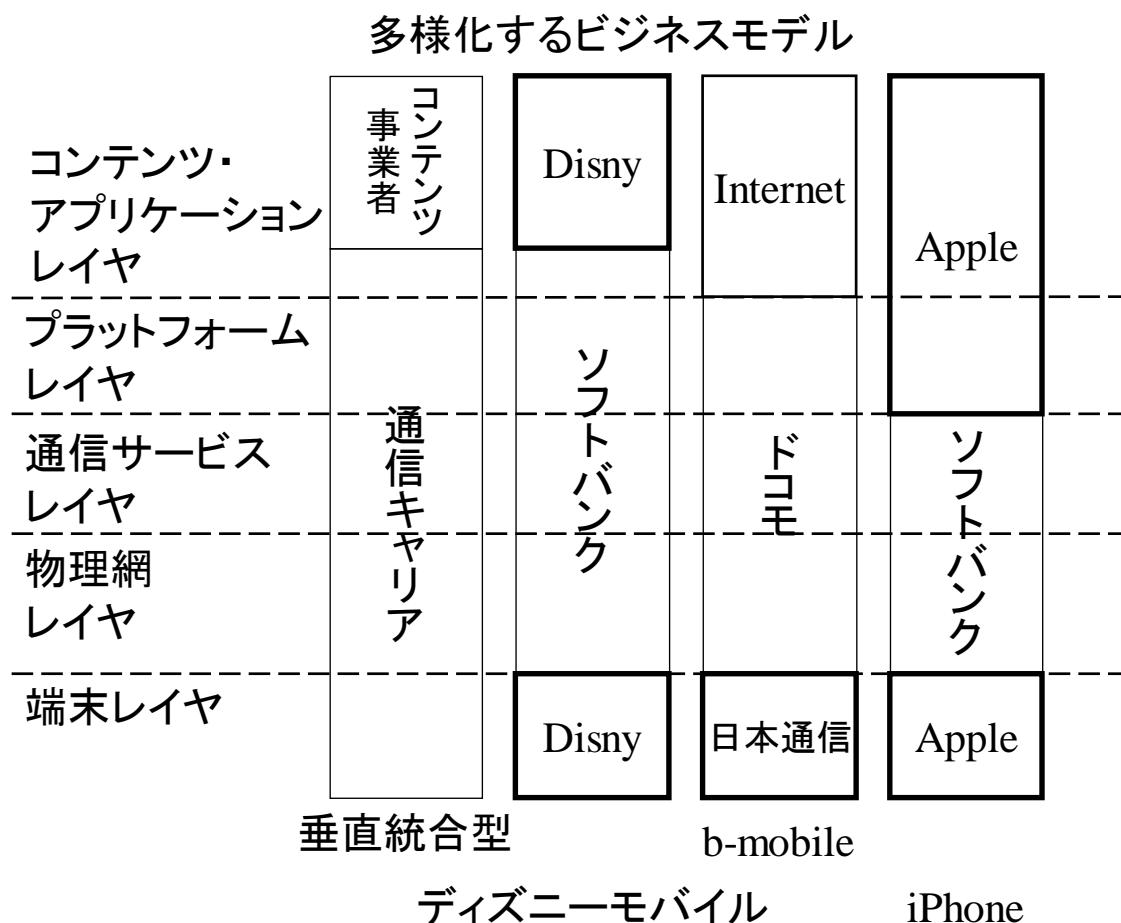 多様化するビジネスモデル
コンテンツ・
アプリケーション
レイヤ
プラットフォーム
レイヤ
通信サービス
レイヤ
物理網
レイヤ
端末レイヤ
コンテンツ
事業者
通信キャリア
垂直統合型
Disny
ソフトバンク
Disny
ディズニーモバイル
Internet
ドコモ
日本通信
b-mobile
Apple
ソフトバンク
Apple
iPhone